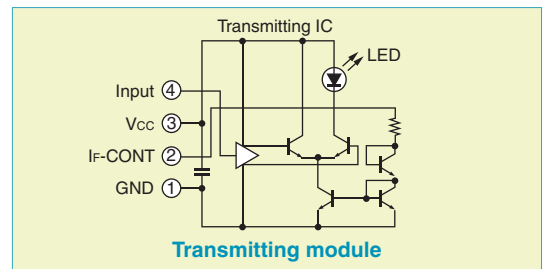 Transmitting IC
LED
Input ④
Vcc ③
IF-CONT ②
GND ①
Transmitting module